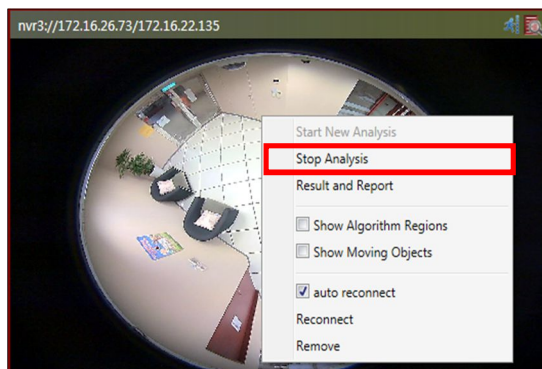 nvr3://172.16.26.73/172.16.22.135
Start New Analysis
Stop Analysis
Result and Report
Show Algorithm Regions
Show Moving Objects
auto reconnect
Reconnect
Remove